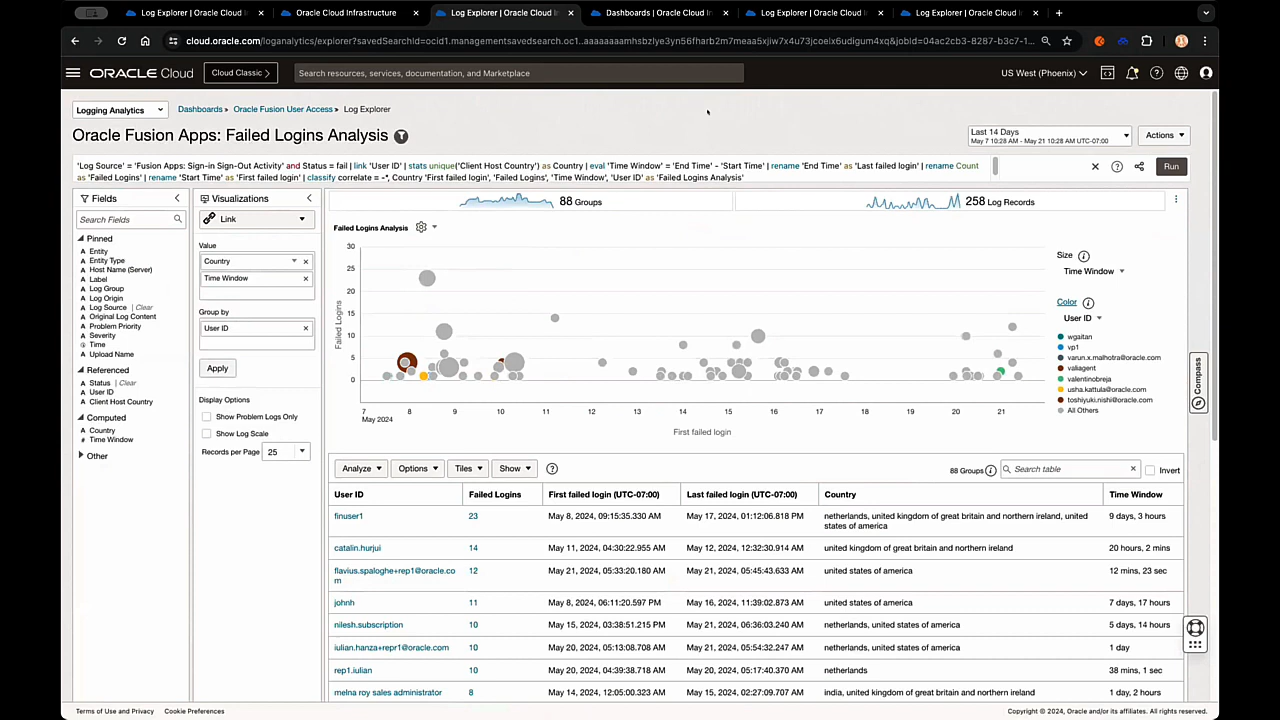 Log Explorer | Oracle Cloud I
Oracle Cloud Infrastructure
Log Explorer | Oracle Cloud In
Dashboards | Oracle Cloud In
Log Explorer | Oracle Cloud In
Log Explorer | Oracle Cloud In
ORACLE Cloud
Cloud Classic
Search resources, services, documentation, and Marketplace
US West (Phoenix)
Logging Analytics
Dashboards » Oracle Fusion User Access » Log Explorer
Oracle Fusion Apps: Failed Logins Analysis
Last 14 Days
May 7 10:28 AM - May 21 10:28 AM UTC-07:00
Actions
'Log Source' = 'Fusion Apps: Sign-in Sign-Out Activity' and Status = fail | link 'User ID' | stats unique('Client Host Country') as Country | eval 'Time Window' = 'End Time' - 'Start Time' | rename 'End Time' as 'Last failed login' | rename Count
as 'Failed Logins' | rename 'Start Time' as 'First failed login' | classify correlate = -*, Country 'First failed login', 'Failed Logins', 'Time Window', 'User ID' as 'Failed Logins Analysis'
Run
Fields
Search Fields
Pinned
Entity
Entity Type
Host Name (Server)
Label
Log Group
Log Origin
Log Source | Clear
Original Log Content
Problem Priority
Severity
Time
Upload Name
Referenced
Status | Clear
User ID
Client Host Country
Computed
Country
Time Window
Other
Visualizations
Link
Value
Country
Time Window
Group by
User ID
Apply
Display Options
Show Problem Logs Only
Show Log Scale
Records per Page 25
88 Groups
258 Log Records
Failed Logins Analysis
Failed Logins
30
25
20
15
10
5
0
7 8 9 10 11 12 13 14 15 16 17 18 19 20 21
May 2024
First failed login
Size
Time Window
Color
User ID
wgaitan
vp1
varun.x.malhotra@oracle.com
valiagent
valentinobreja
usha.kattula@oracle.com
toshiyuki.nishi@oracle.com
All Others
Compass
Analyze Options Tiles Show
88 Groups
Search table
Invert
User ID Failed Logins First failed login (UTC-07:00) Last failed login (UTC-07:00) Country Time Window
finuser1 23 May 8, 2024, 09:15:35.330 AM May 17, 2024, 01:12:06.818 PM netherlands, united kingdom of great britain and northern ireland, united states of america 9 days, 3 hours
catalin.hurjui 14 May 11, 2024, 04:30:22.955 AM May 12, 2024, 12:32:30.914 AM united kingdom of great britain and northern ireland 20 hours, 2 mins
flavius.spaloghe+rep1@oracle.com 12 May 21, 2024, 05:33:20.180 AM May 21, 2024, 05:45:43.633 AM united states of america 12 mins, 23 sec
johnh 11 May 8, 2024, 06:11:20.597 PM May 16, 2024, 11:39:02.873 AM united states of america 7 days, 17 hours
nilesh.subscription 10 May 15, 2024, 03:38:51.215 PM May 21, 2024, 06:36:03.240 AM netherlands, united states of america 5 days, 14 hours
iulian.hanza+repr1@oracle.com 10 May 20, 2024, 05:13:08.708 AM May 21, 2024, 05:54:32.247 AM netherlands, united states of america 1 day
rep1.iulian 10 May 20, 2024, 04:39:38.718 AM May 20, 2024, 05:17:40.370 AM netherlands 38 mins, 1 sec
melna roy sales administrator 8 May 14, 2024, 12:05:00.323 AM May 15, 2024, 02:27:09.707 AM india, united kingdom of great britain and northern ireland 1 day, 2 hours
Terms of Use and Privacy
Cookie Preferences
Copyright © 2024, Oracle and/or its affiliates. All rights reserved.